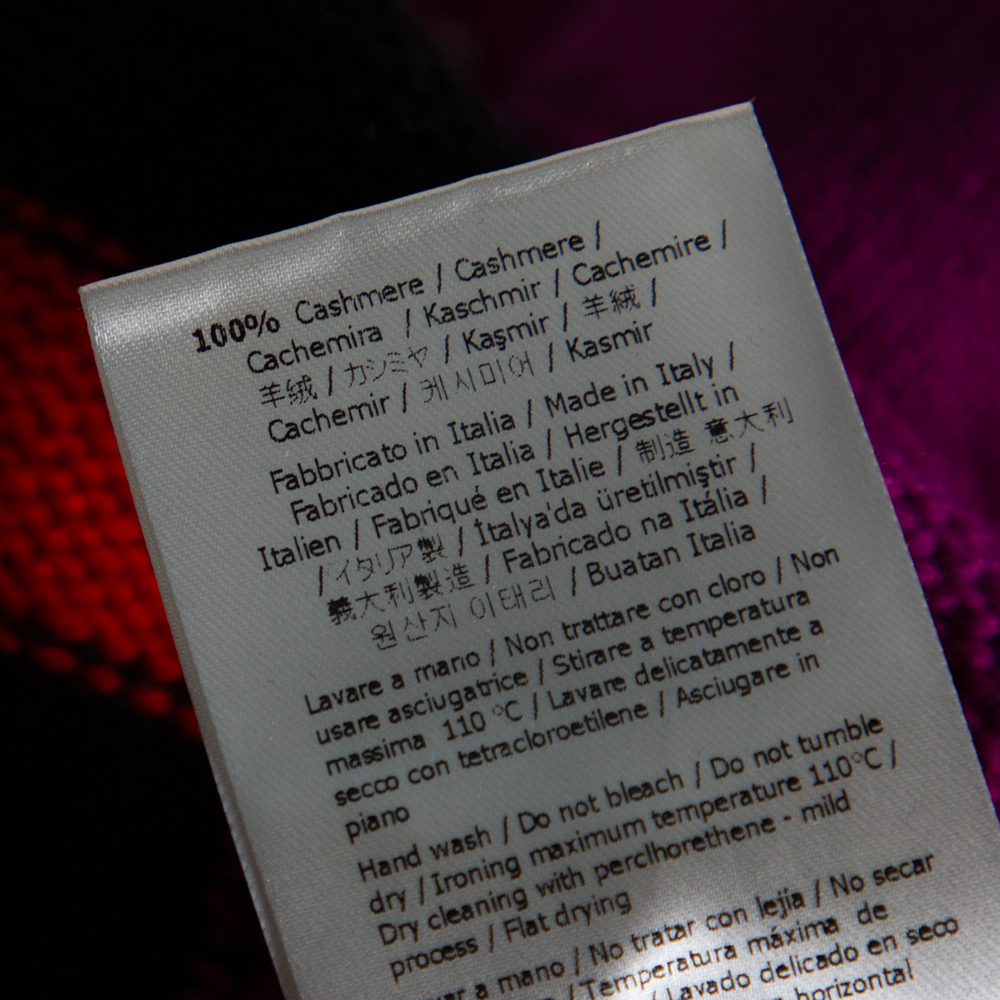 100% Cashmere / Cashmere /
Cachemira / Kaschmir / Cachemire /
羊绒 / カシミヤ / Kaşmir / 羊絨 /
Cachemir / 케시미어 / Kasmir
Fabbricato in Italia / Made in Italy /
Fabricado en Italia / Hergestellt in
Italien / Fabriqué en Italie / 制造 意大利
/ イタリア製 / İtalya'da üretilmiştir /
義大利製造 / Fabricado na Itália /
원산지 이태리 / Buatan Italia
Lavare a mano / Non trattare con cloro / Non
usare asciugatrice / Stirare a temperatura
massima 110 °C / Lavare delicatamente a
secco con tetracloroetilene / Asciugare in
piano
Hand wash / Do not bleach / Do not tumble
dry / Ironing maximum temperature 110°C /
Dry cleaning with perclhorethene - mild
process / Flat drying
a mano / No tratar con lejía / No secar
/ Temperatura máxima de
/ Lavado delicado en seco
horizontal